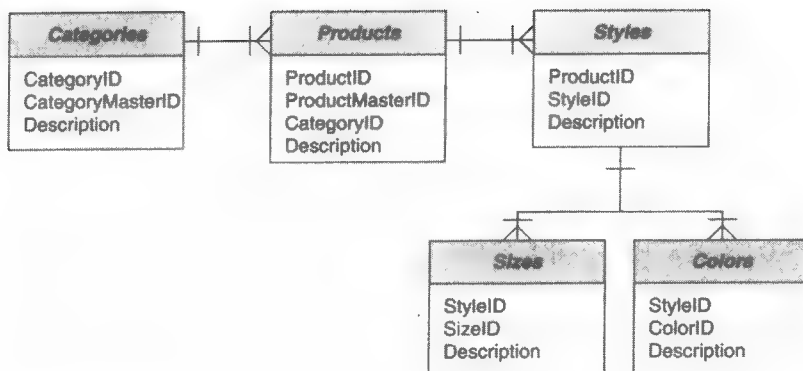 Categories
CategoryID
CategoryMasterID
Description
Products
ProductID
ProductMasterID
CategoryID
Description
Styles
ProductID
StyleID
Description
Sizes
StyleID
SizeID
Description
Colors
StyleID
ColorID
Description